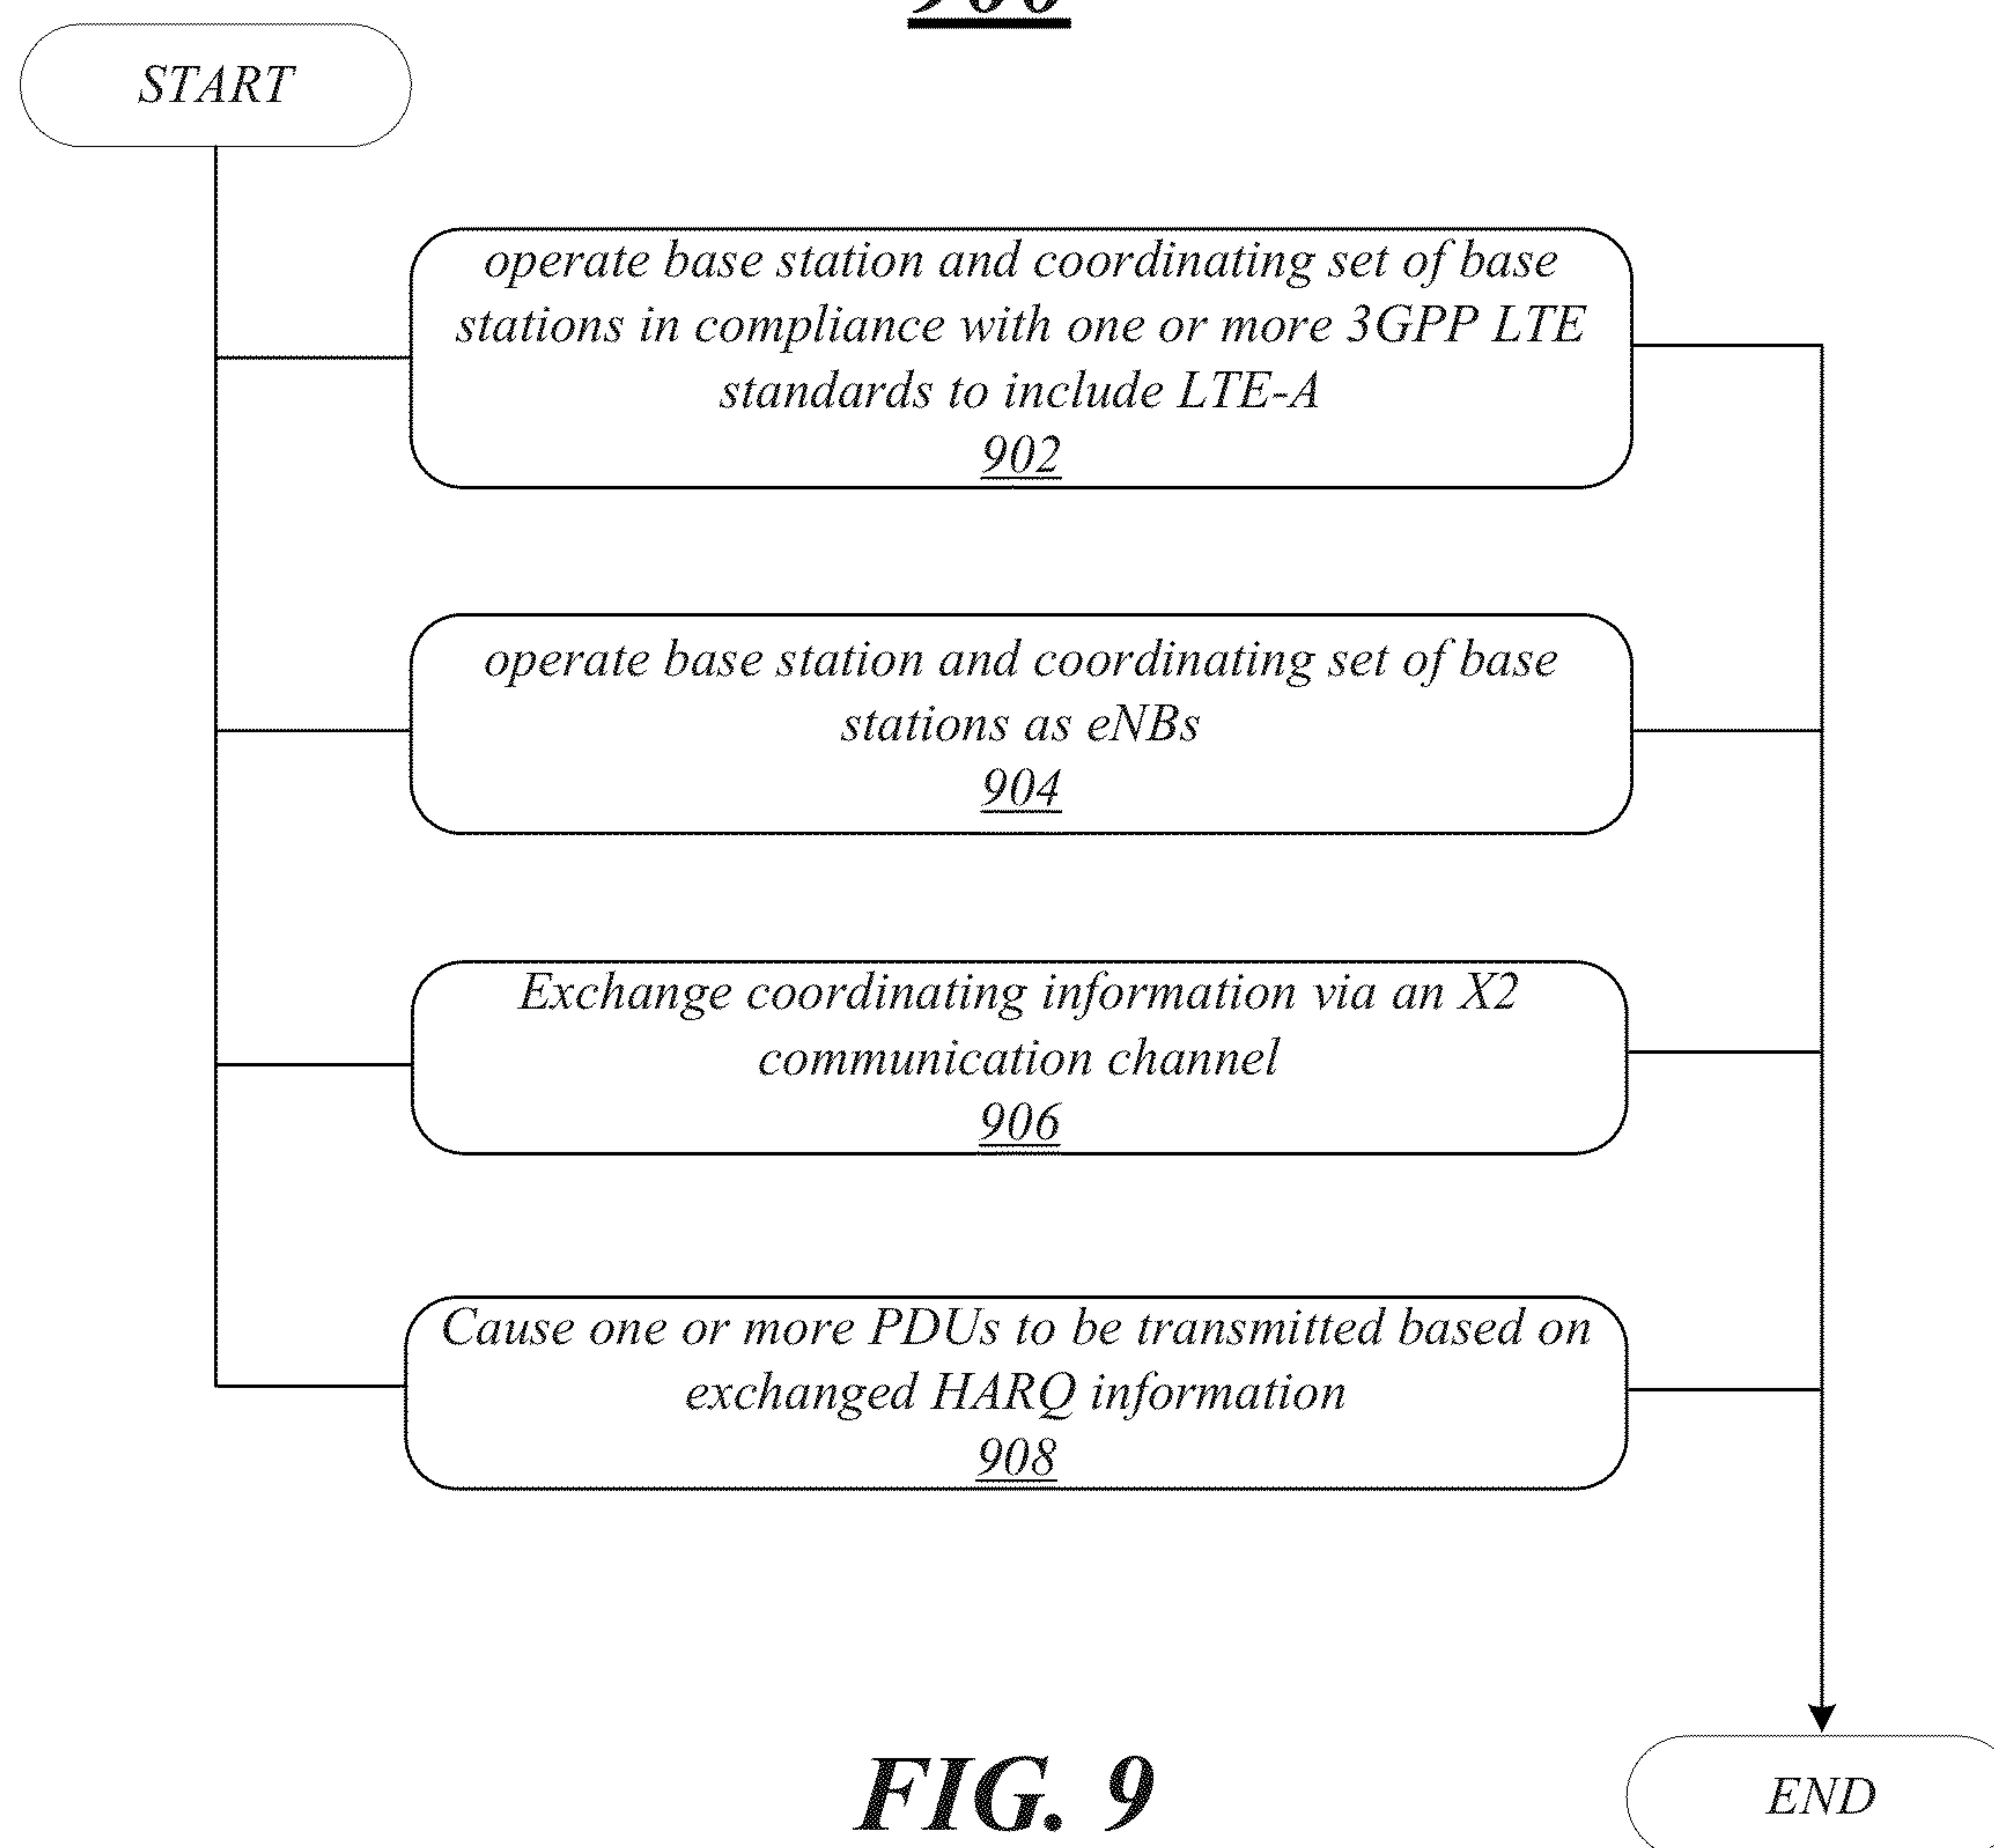 900
START
operate base station and coordinating set of base
stations in compliance with one or more 3GPP LTE
standards to include LTE-A
902
operate base station and coordinating set of base
stations as eNBs
904
Exchange coordinating information via an X2
communication channel
906
Cause one or more PDUs to be transmitted based on
exchanged HARQ information
908
FIG. 9
END